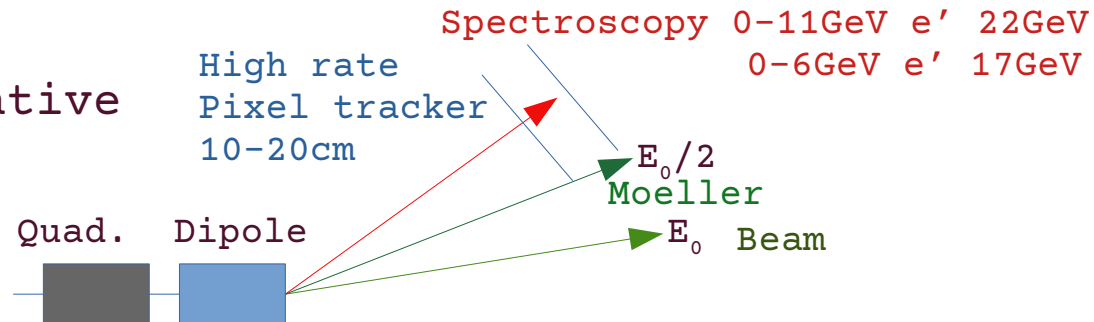 Spectroscopy 0-11GeV e’ 22GeV
0-6GeV e’ 17GeV
High rate
Pixel tracker
10-20cm
E₀/2
Moeller
Quad. Dipole
E₀ Beam